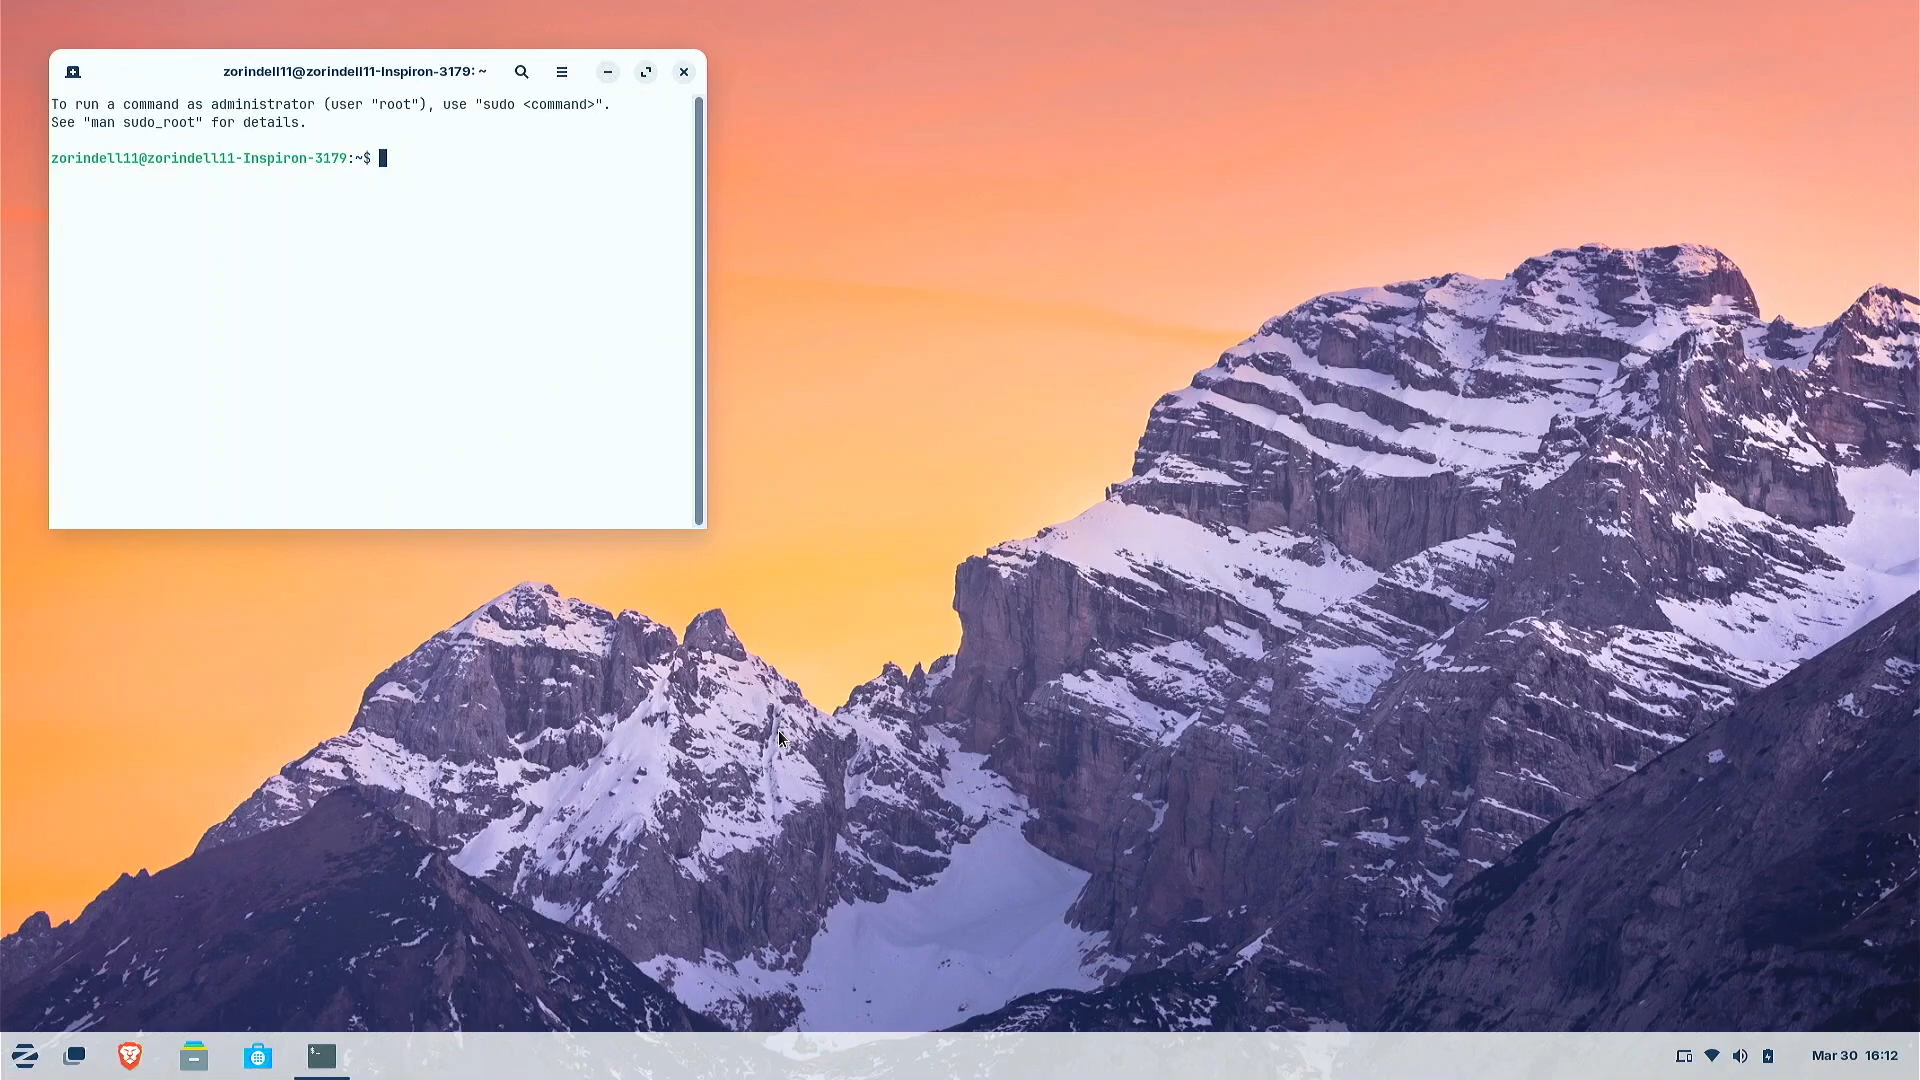 zorindell11@zorindell11-Inspiron-3179: ~
To run a command as administrator (user "root"), use "sudo <command>".
See "man sudo_root" for details.
zorindell11@zorindell11-Inspiron-3179:~$
Mar 30 16:12